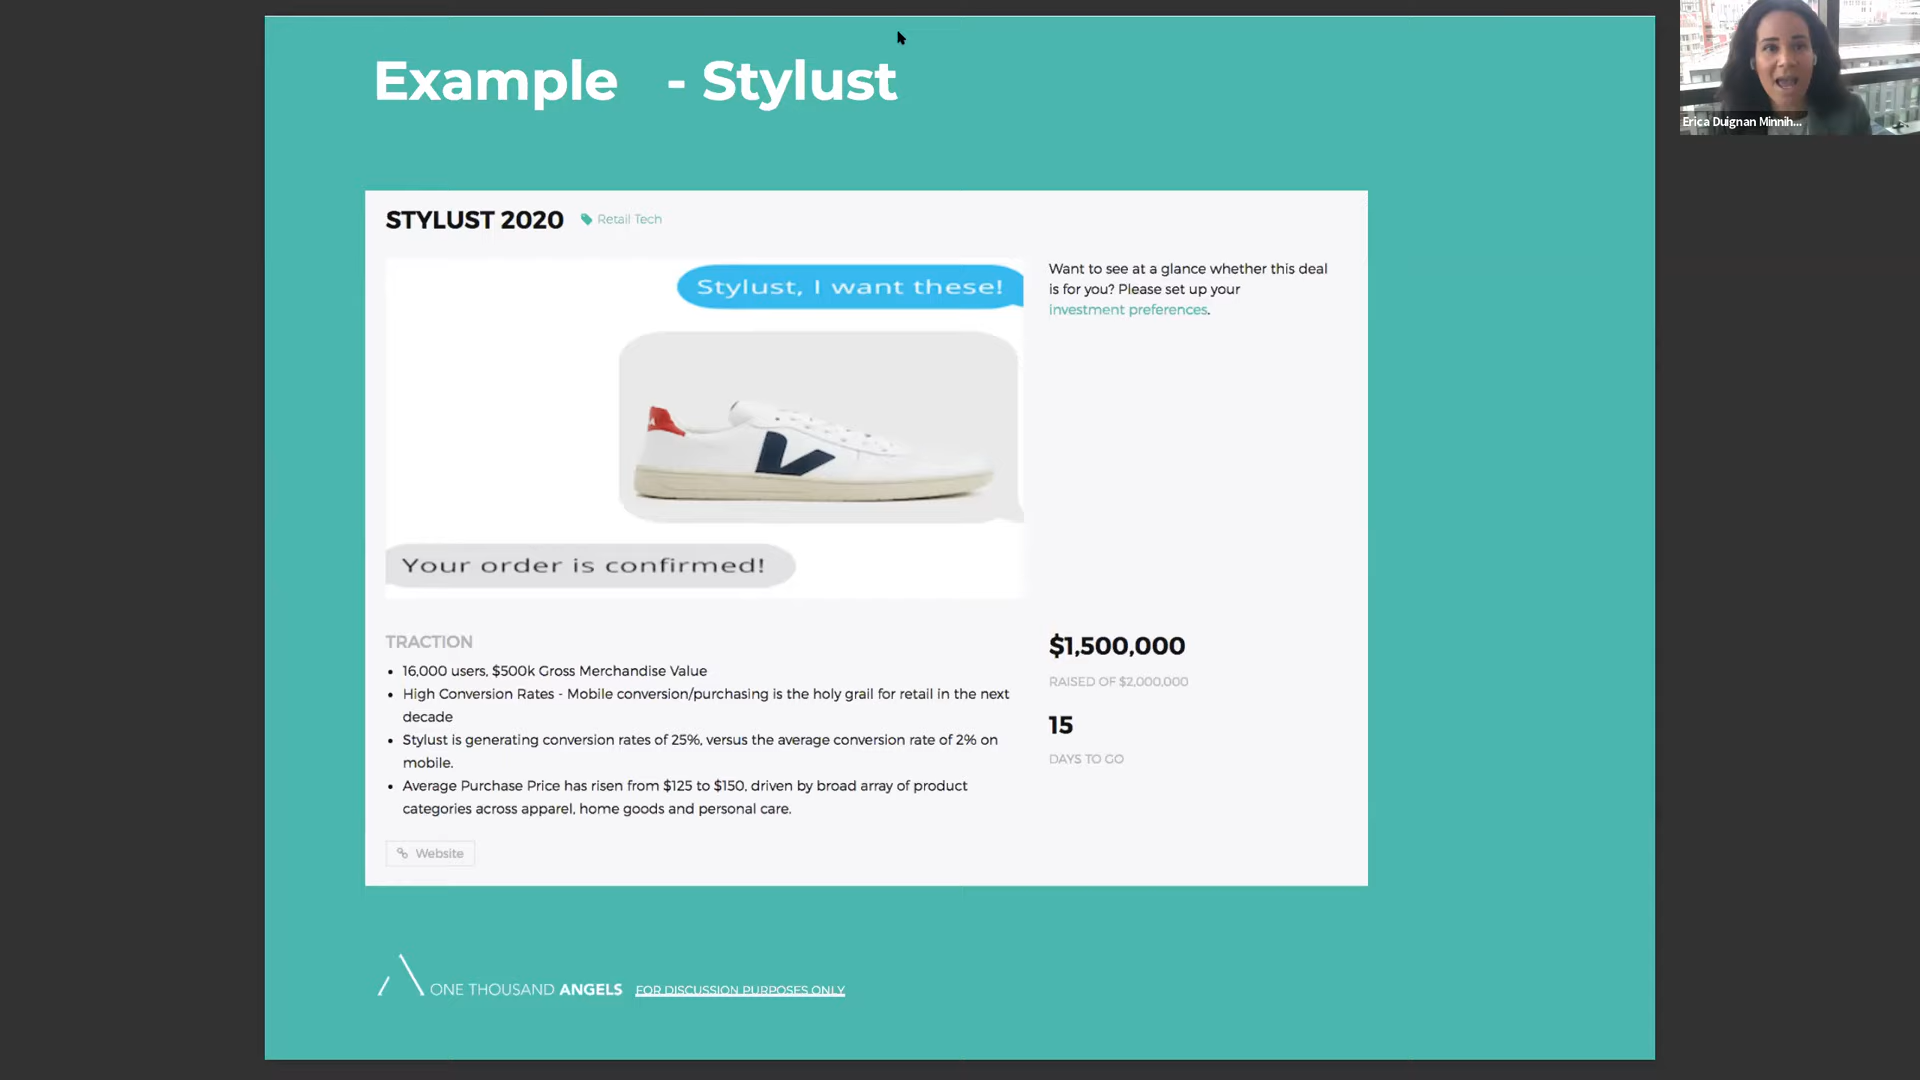 Example - Stylust
Erica Duignan Minnih...
STYLUST 2020 Retail Tech
Stylust, I want these!
Your order is confirmed!
Want to see at a glance whether this deal
is for you? Please set up your
investment preferences.
TRACTION
• 16,000 users, $500k Gross Merchandise Value
• High Conversion Rates - Mobile conversion/purchasing is the holy grail for retail in the next
decade
• Stylust is generating conversion rates of 25%, versus the average conversion rate of 2% on
mobile.
• Average Purchase Price has risen from $125 to $150, driven by broad array of product
categories across apparel, home goods and personal care.
Website
$1,500,000
RAISED OF $2,000,000
15
DAYS TO GO
ONE THOUSAND ANGELS FOR DISCUSSION PURPOSES ONLY